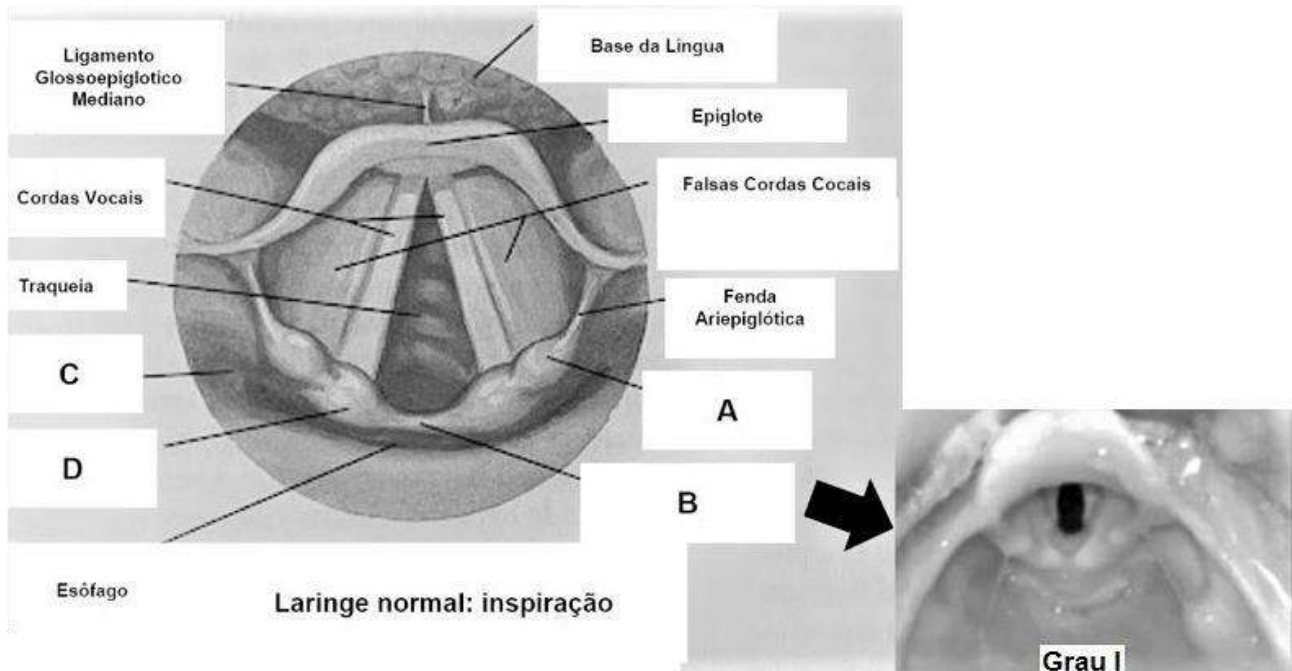 Ligamento
Glossoepiglotico
Mediano
Base da Lingua
Epiglote
Cordas Vocais
Falsas Cordas Cocais
Traqueia
Fenda
Ariepiglótica
C
A
D
B
Esôfago
Laringe normal: inspiração
Grau I